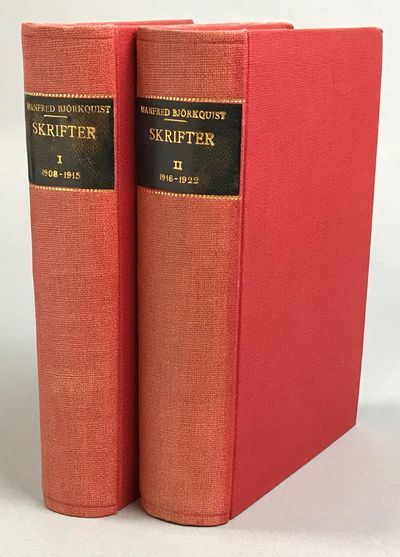 MANFRED BJÖRKQUIST
SKRIFTER
I
1908-1915
MANFRED BJÖRKQUIST
SKRIFTER
II
1916-1922